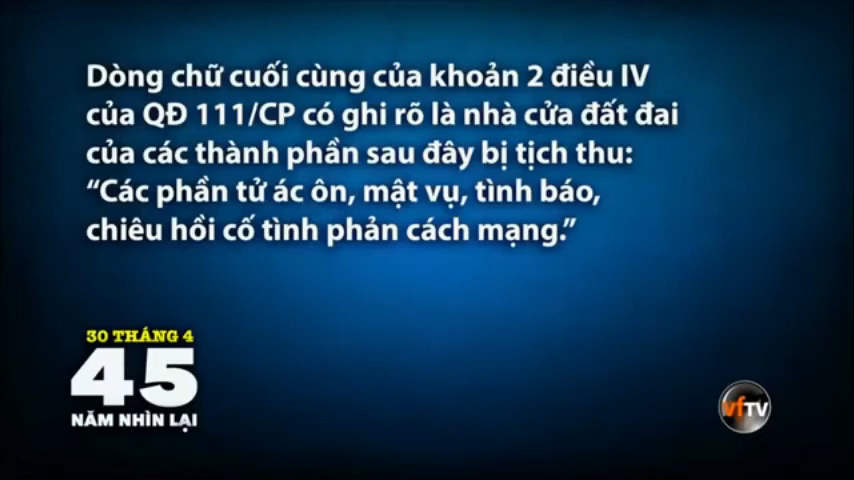 Dòng chữ cuối cùng của khoản 2 điều IV
của QĐ 111/CP có ghi rõ là nhà cửa đất đai
của các thành phần sau đây bị tịch thu:
“Các phần tử ác ôn, mật vụ, tình báo,
chiêu hồi cố tình phản cách mạng.”
30 THÁNG 4
45
NĂM NHÌN LẠI
vfTV